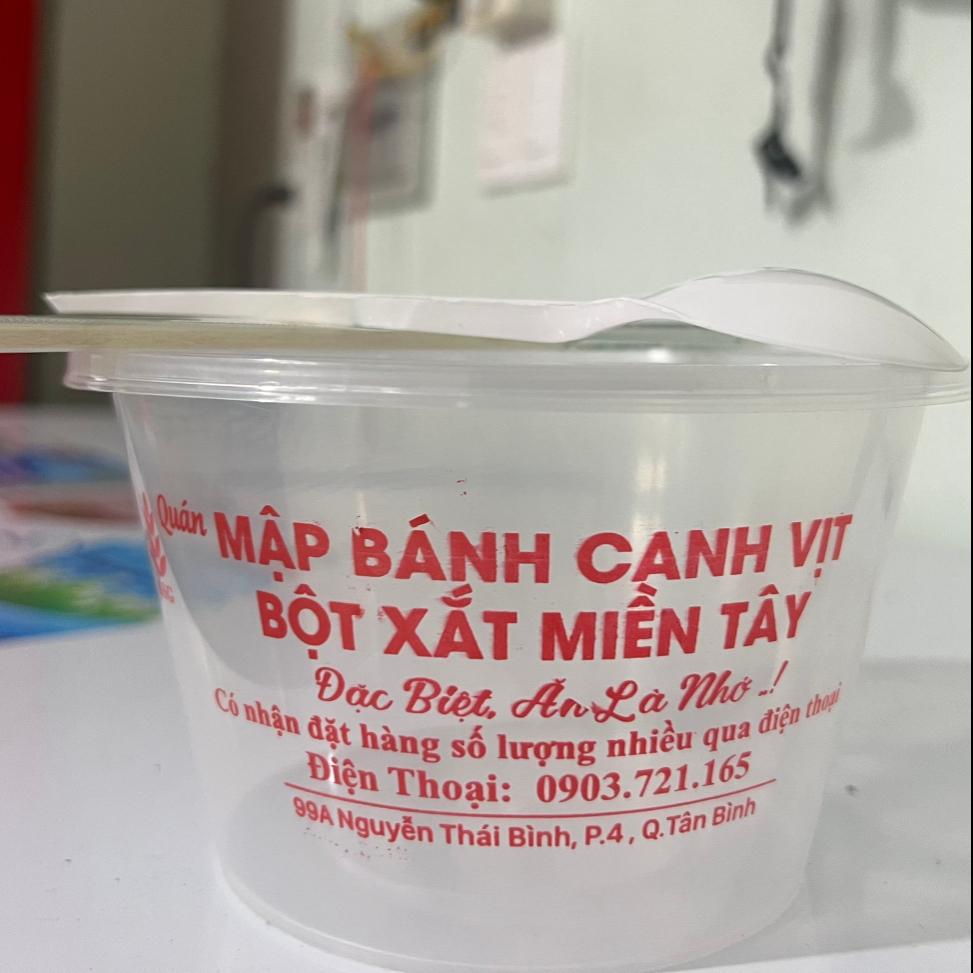 Quán MẬP BÁNH CANH VỊT
BỘT XẮT MIỀN TÂY
Đặc Biệt, Ăn Là Nhớ ..!
Có nhận đặt hàng số lượng nhiều qua điện thoại
Điện Thoại: 0903.721.165
99A Nguyễn Thái Bình, P.4, Q.Tân Bình